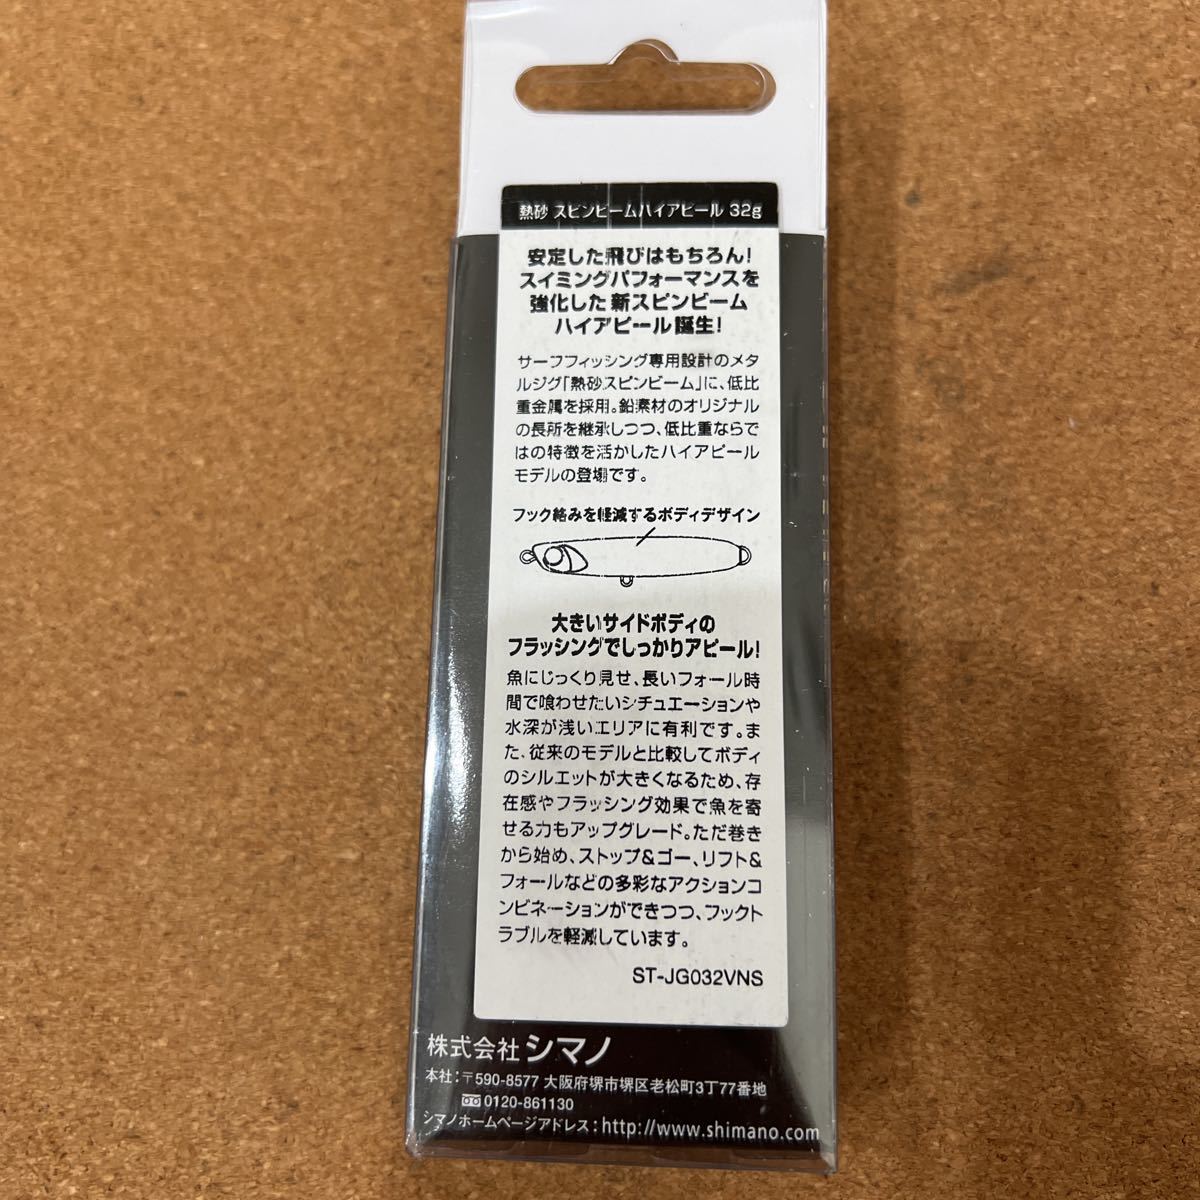 熱砂 スピンビームハイアピール 32g
安定した飛びはもちろん!
スイミングパフォーマンスを
強化した 新スピンビーム
ハイアピール 誕生!
サーフフィッシング専用設計のメタ
ルジグ「熱砂スピンビーム」に、低比
重金属を採用。鉛素材のオリジナル
の長所を継承しつつ、低比重ならで
はの特徴を活かしたハイアピール
モデルの登場です。
フック絡みを軽減するボディデザイン
大きいサイドボディの
フラッシングでしっかりアピール!
魚にじっくり見せ、長いフォール時
間で喰わせたいシチュエーションや
水深が浅いエリアに有利です。ま
た、従来のモデルと比較してボディ
のシルエットが大きくなるため、存
在感やフラッシング効果で魚を寄
せる力もアップグレード。ただ巻き
から始め、ストップ&ゴー、リフト&
フォールなどの多彩なアクションコ
ンビネーションができつつ、フックト
ラブルを軽減しています。
ST-JG032VNS
株式会社 シマノ
本社:〒590-8577 大阪府堺市堺区老松町3丁77番地
0120-861130
シマノホームページアドレス:http://www.shimano.com